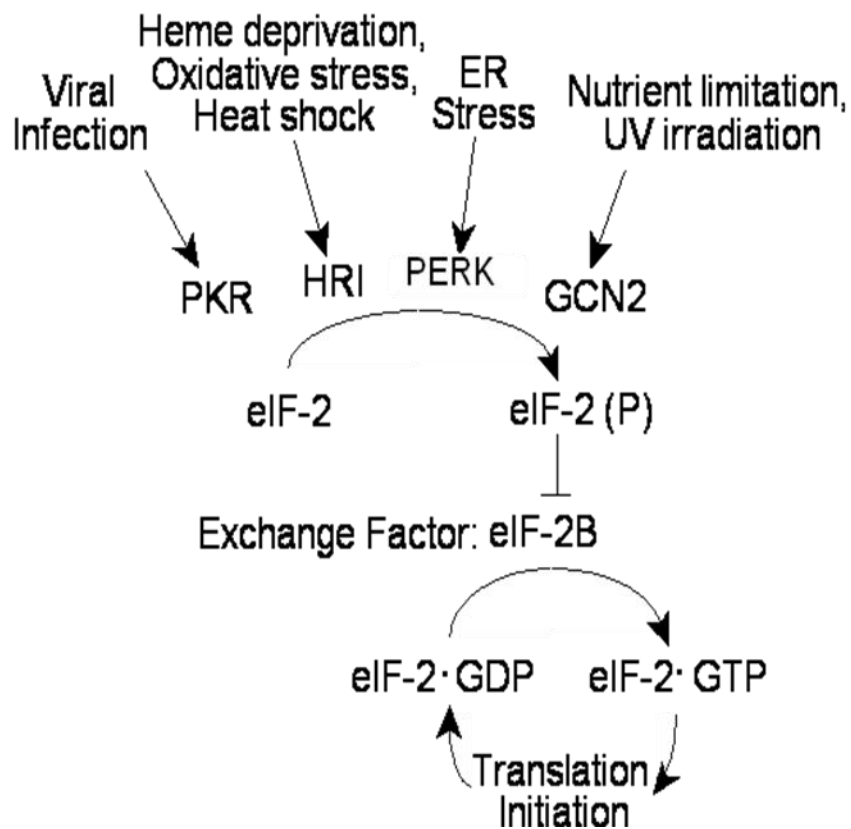 Viral
Infection
Heme deprivation,
Oxidative stress,
Heat shock
ER
Stress
Nutrient limitation,
UV irradiation
PKR
HRI
PERK
GCN2
eIF-2
eIF-2 (P)
Exchange Factor: eIF-2B
eIF-2· GDP
eIF-2· GTP
Translation
Initiation